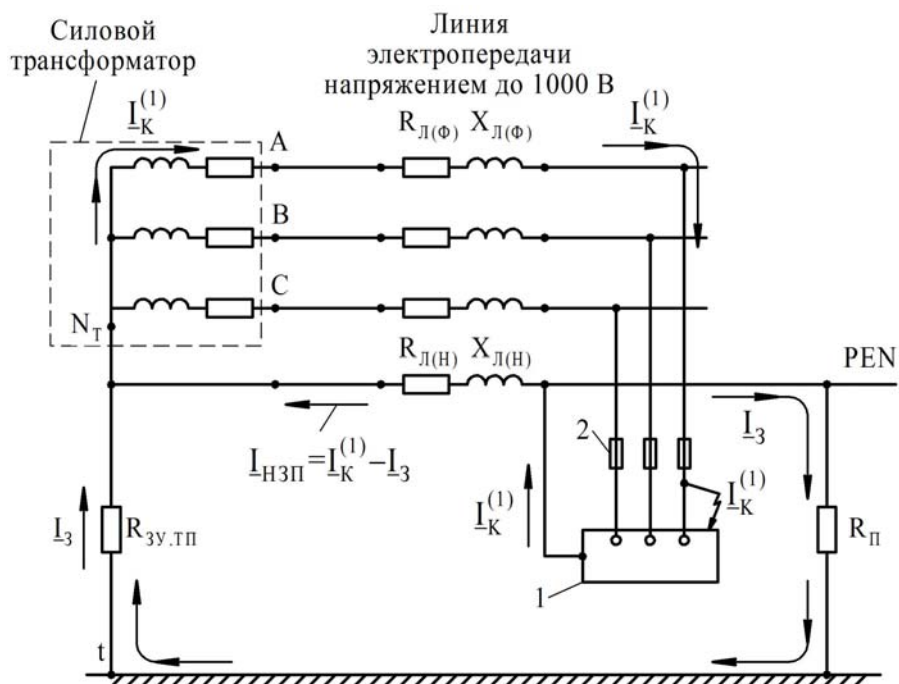 Силовой
трансформатор
Линия
электропередачи
напряжением до 1000 В
I_К^(1)
R_Л(Ф) X_Л(Ф)
I_К^(1)
A
B
C
N_Т
R_Л(Н) X_Л(Н)
PEN
I_НЗП=I_К^(1)−I_З
2
I_З
I_К^(1)
I_К^(1)
I_З
R_ЗУ.ТП
R_П
1
t